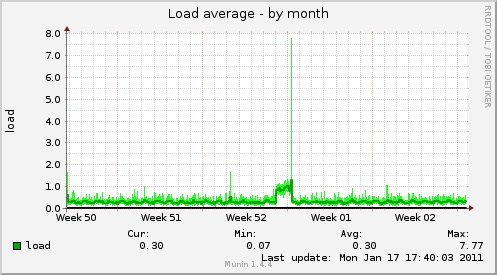 Load average - by month
RRDTOOL / TOBI OETIKER
load
8.0
7.0
6.0
5.0
4.0
3.0
2.0
1.0
0.0
Week 50 Week 51 Week 52 Week 01 Week 02
Cur: Min: Avg: Max:
load 0.30 0.07 0.30 7.77
Last update: Mon Jan 17 17:40:03 2011
Munin 1.4.4